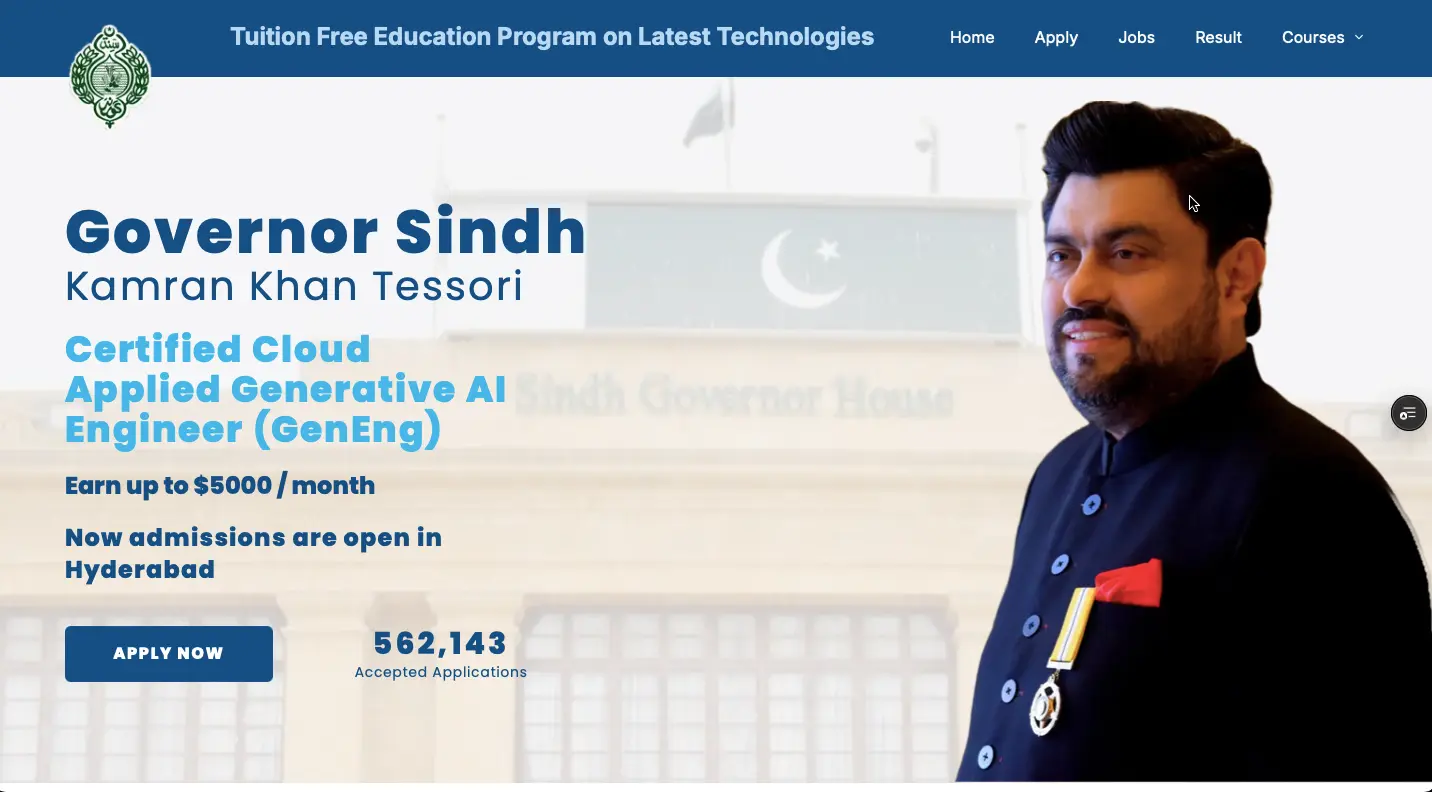 Tuition Free Education Program on Latest Technologies
Home
Apply
Jobs
Result
Courses
Governor Sindh
Kamran Khan Tessori
Certified Cloud
Applied Generative AI
Engineer (GenEng)
Sindh Governor House
Earn up to $5000 / month
Now admissions are open in
Hyderabad
APPLY NOW
562,143
Accepted Applications